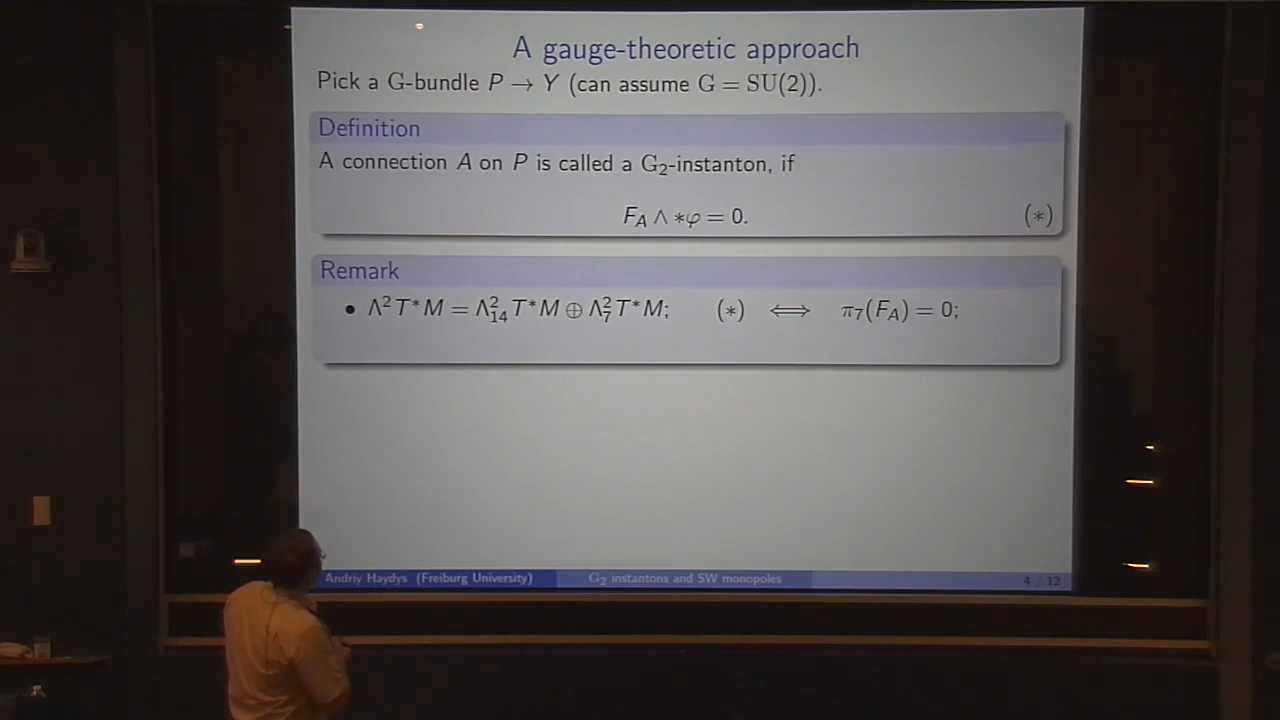 A gauge-theoretic approach
Pick a G-bundle P → Y (can assume G = SU(2)).
Definition
A connection A on P is called a G₂-instanton, if
F_A ∧ ∗φ = 0. (∗)
Remark
• Λ²T*M = Λ²₁₄T*M ⊕ Λ²₇T*M; (∗) ⟺ π₇(F_A) = 0;
Andriy Haydys (Freiburg University) G₂ instantons and SW monopoles 4 / 12